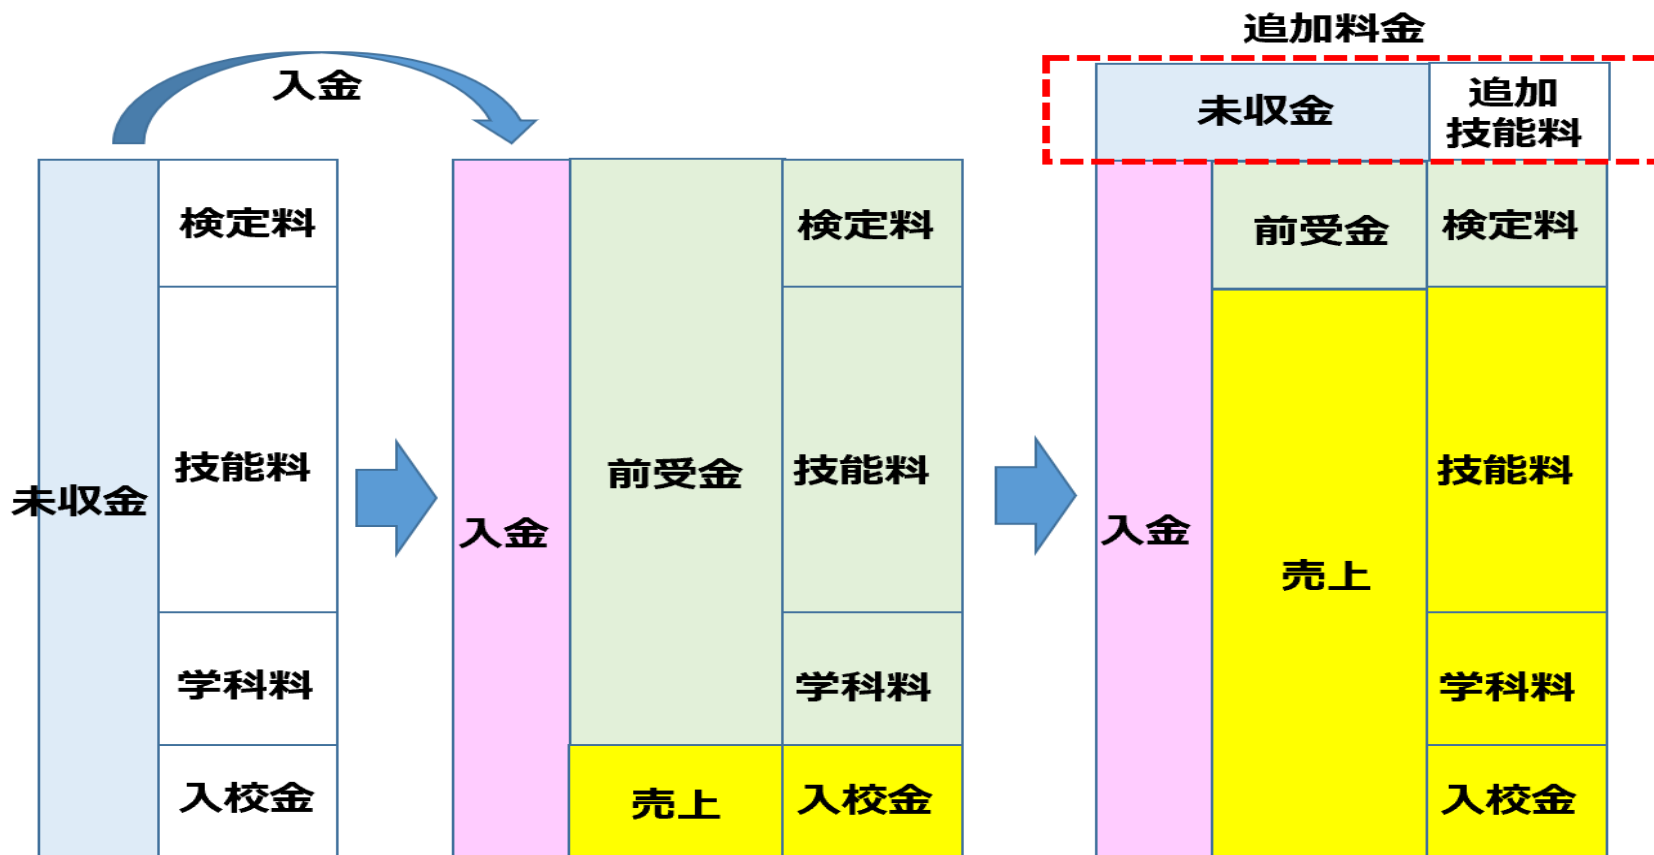 入金
検定料
技能料
未収金
学科料
入校金
検定料
前受金
技能料
入金
学科料
売上
入校金
追加料金
未収金
追加
技能料
前受金
検定料
技能料
入金
売上
学科料
入校金